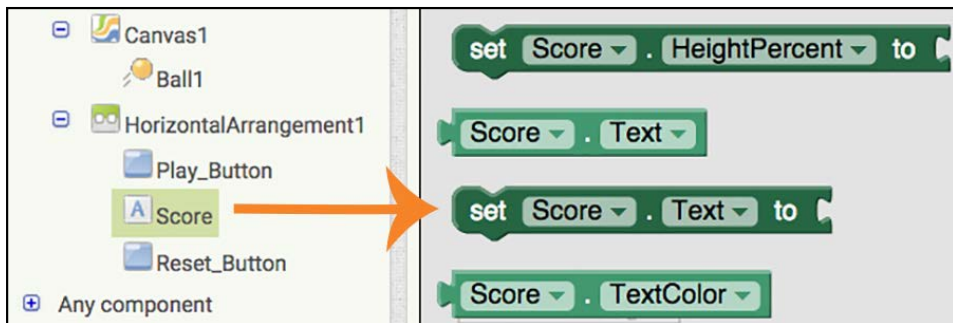 Canvas1
Ball1
HorizontalArrangement1
Play_Button
A Score
Reset_Button
Any component
set Score . HeightPercent to
Score . Text
set Score . Text to
Score . TextColor